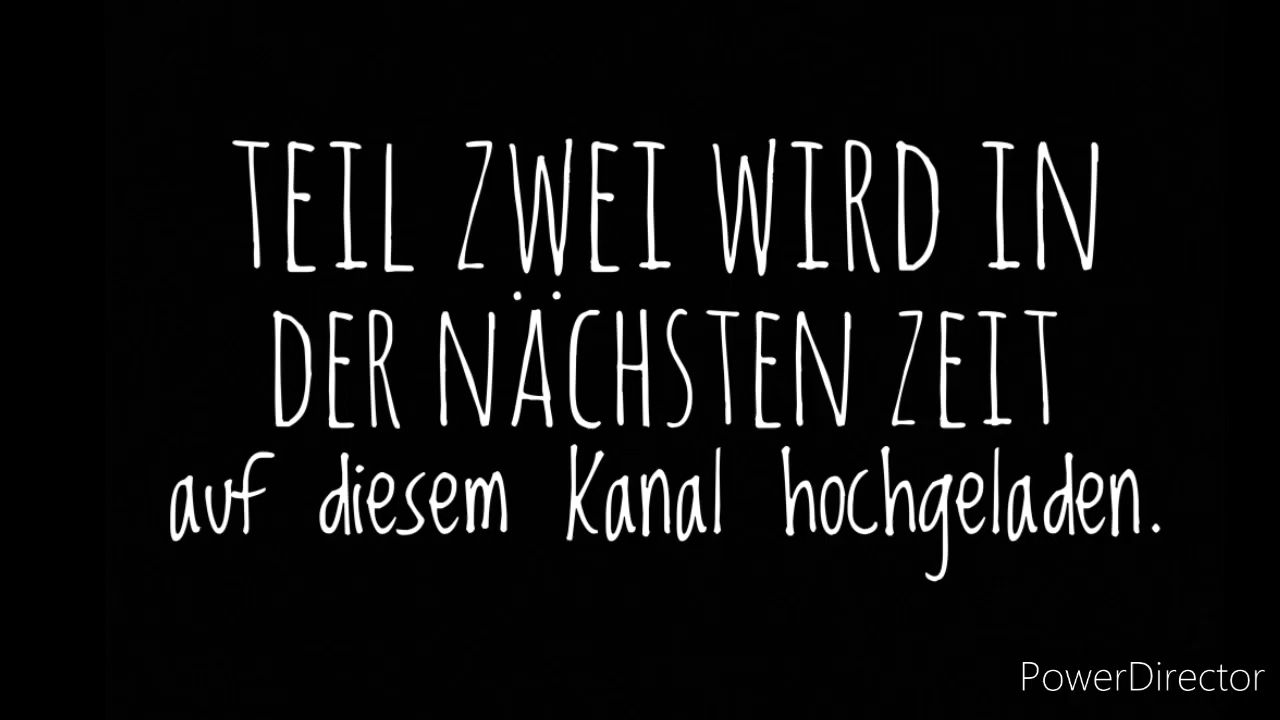 TEIL ZWEI WIRD IN
DER NÄCHSTEN ZEIT
auf diesem Kanal hochgeladen.
PowerDirector